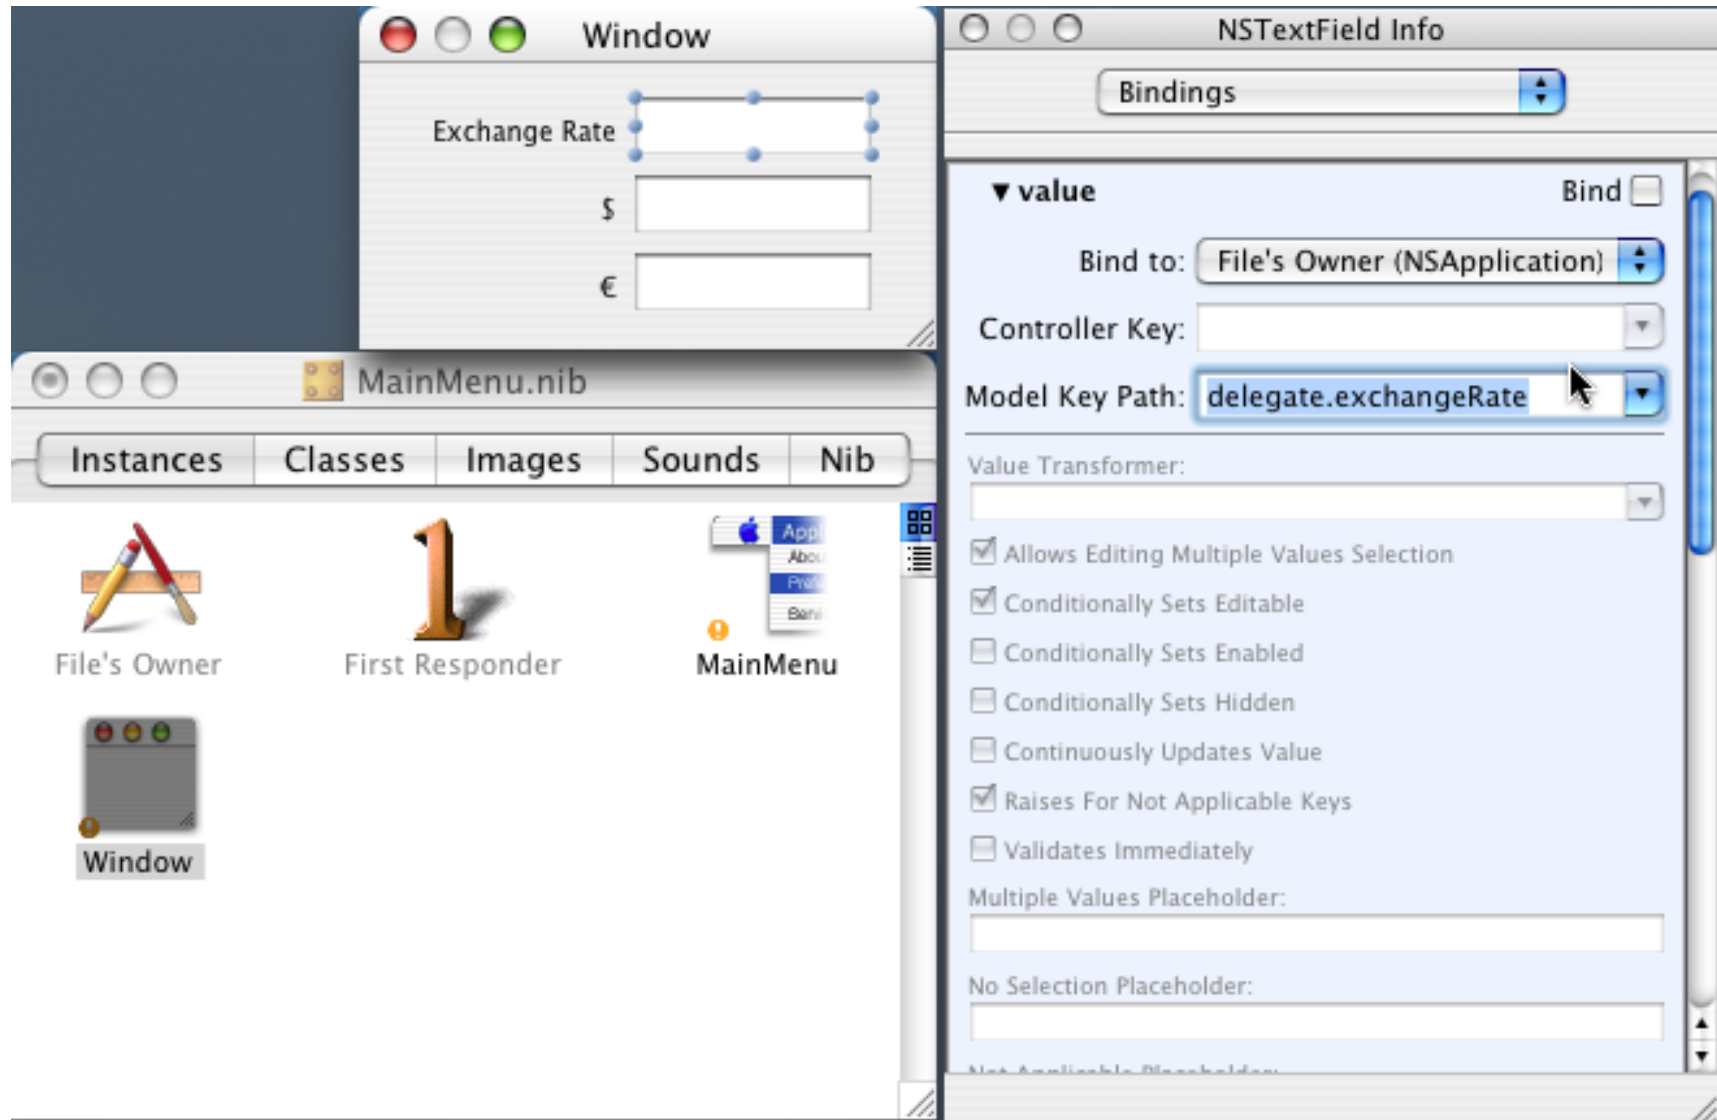 Window
Exchange Rate
$
€
MainMenu.nib
Instances Classes Images Sounds Nib
File's Owner
First Responder
MainMenu
Window
NSTextField Info
Bindings
▼ value Bind
Bind to: File's Owner (NSApplication)
Controller Key:
Model Key Path: delegate.exchangeRate
Value Transformer:
Allows Editing Multiple Values Selection
Conditionally Sets Editable
Conditionally Sets Enabled
Conditionally Sets Hidden
Continuously Updates Value
Raises For Not Applicable Keys
Validates Immediately
Multiple Values Placeholder:
No Selection Placeholder: